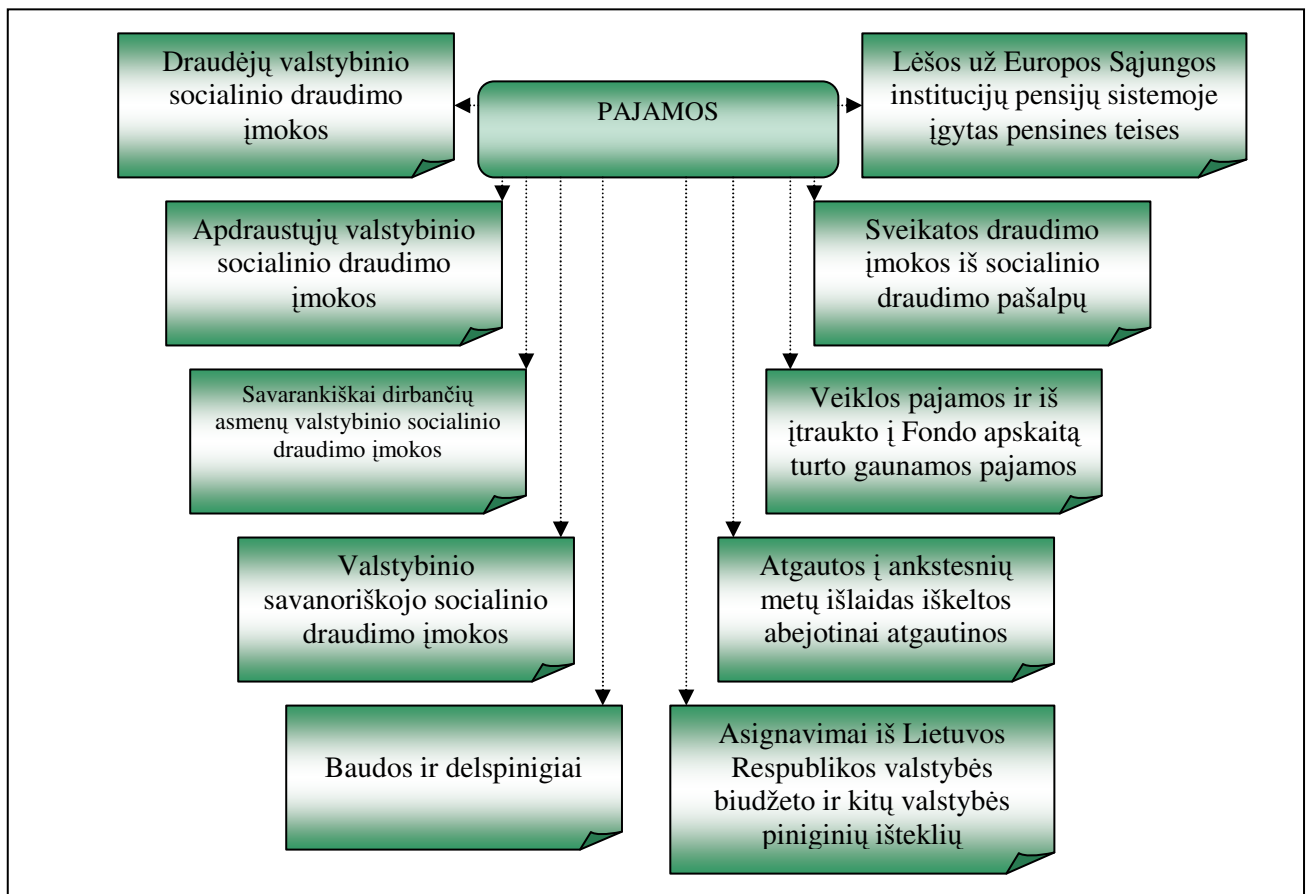 PAJAMOS
Draudėjų valstybinio
socialinio draudimo
įmokos
Lėšos už Europos Sąjungos
institucijų pensijų sistemoje
įgytas pensines teises
Apdraustųjų valstybinio
socialinio draudimo
įmokos
Sveikatos draudimo
įmokos iš socialinio
draudimo pašalpų
Savarankiškai dirbančių
asmenų valstybinio socialinio
draudimo įmokos
Veiklos pajamos ir iš
įtraukto į Fondo apskaitą
turto gaunamos pajamos
Valstybinio
savanoriškojo socialinio
draudimo įmokos
Atgautos į ankstesnių
metų išlaidas iškeltos
abejotinai atgautinos
Baudos ir delspinigiai
Asignavimai iš Lietuvos
Respublikos valstybės
biudžeto ir kitų valstybės
piniginių išteklių